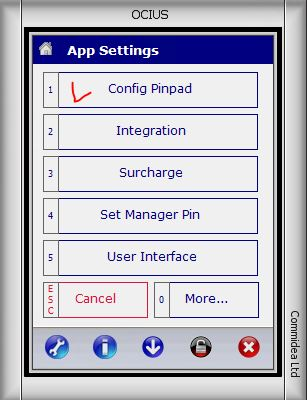 OCIUS
App Settings
1 Config Pinpad
2 Integration
3 Surcharge
4 Set Manager Pin
5 User Interface
ESC Cancel 0 More...
Commidea Ltd